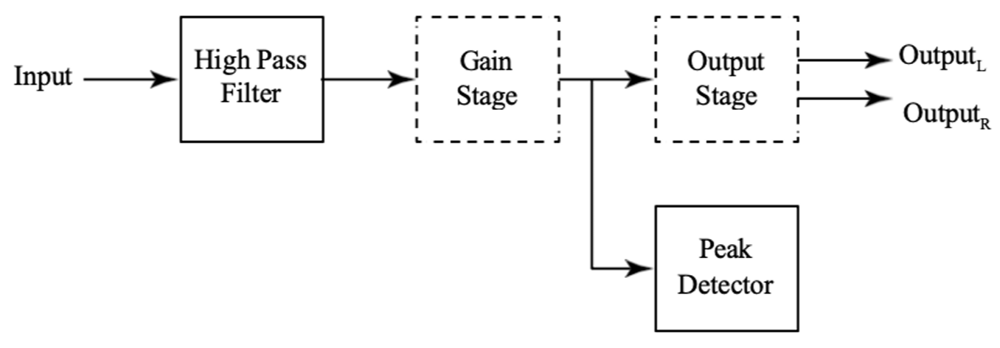 Input
High Pass
Filter
Gain
Stage
Output
Stage
OutputL
OutputR
Peak
Detector